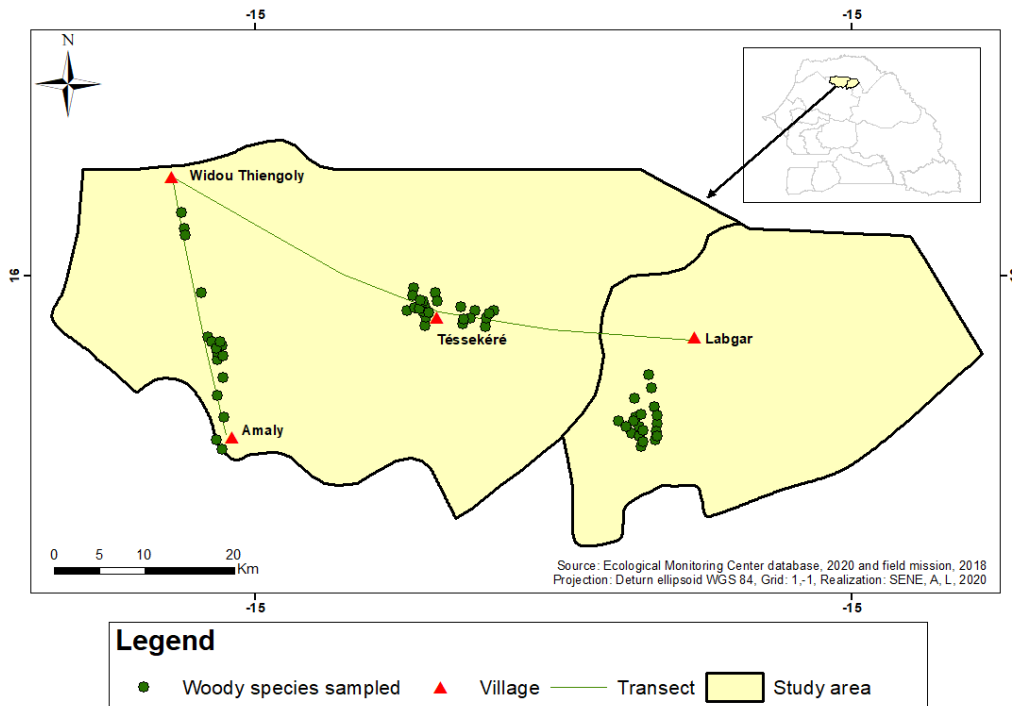 -15 -15
N
Widou Thiengoly
16
Téssekéré
Labgar
Amaly
0 5 10 20
Km
Source: Ecological Monitoring Center database, 2020 and field mission, 2018
Projection: Deturn ellipsoid WGS 84, Grid: 1,-1, Realization: SENE, A, L, 2020
-15 -15
Legend
Woody species sampled Village Transect Study area